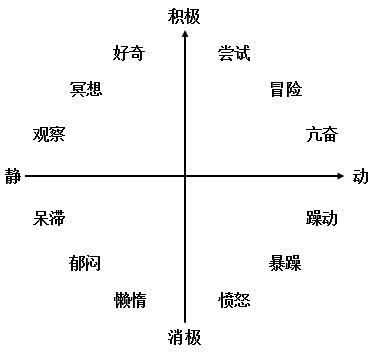 积极
好奇 尝试
冥想 冒险
观察 亢奋
静 动
呆滞 躁动
郁闷 暴躁
懒惰 愤怒
消极